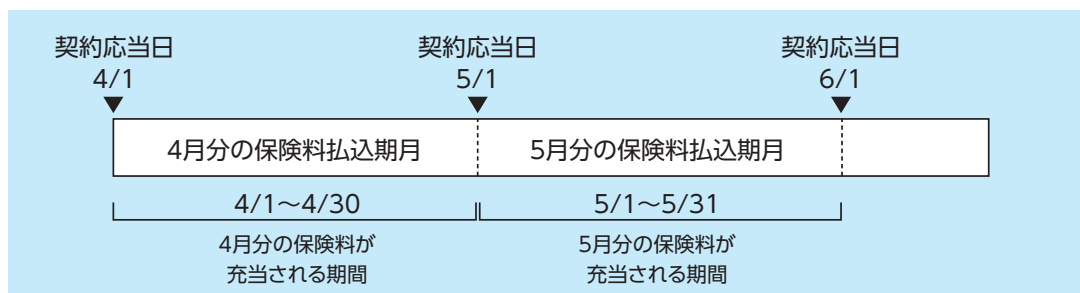 契約応当日 契約応当日 契約応当日
4/1 5/1 6/1
4月分の保険料払込期月 5月分の保険料払込期月
4/1〜4/30 5/1〜5/31
4月分の保険料が 5月分の保険料が
充当される期間 充当される期間